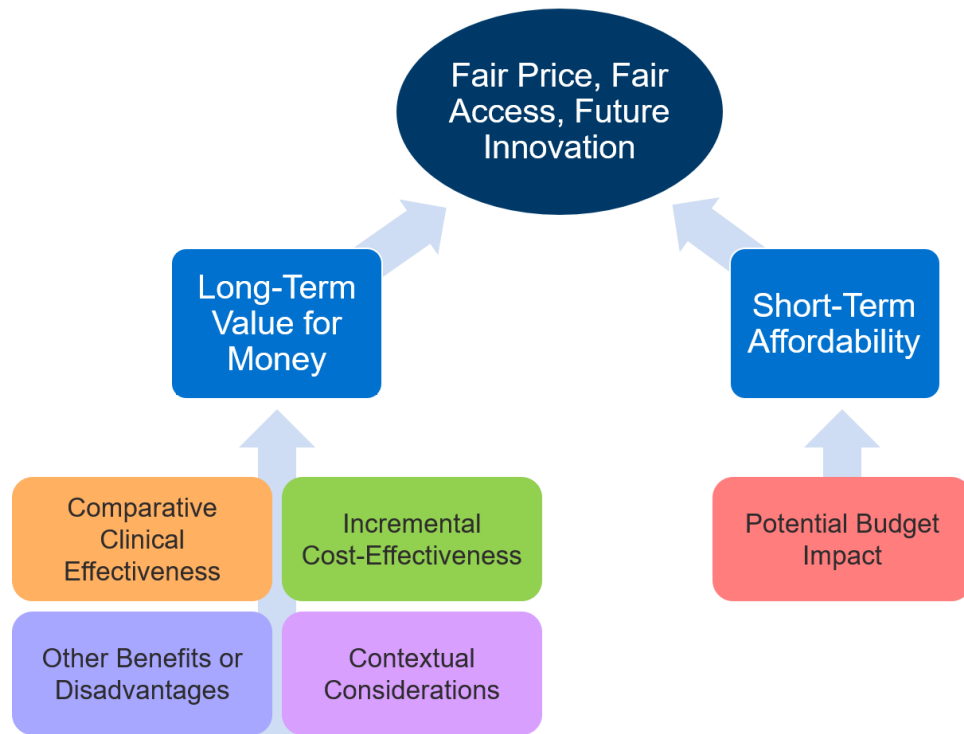 Fair Price, Fair
Access, Future
Innovation
Long-Term
Value for
Money
Short-Term
Affordability
Comparative
Clinical
Effectiveness
Incremental
Cost-Effectiveness
Potential Budget
Impact
Other Benefits or
Disadvantages
Contextual
Considerations